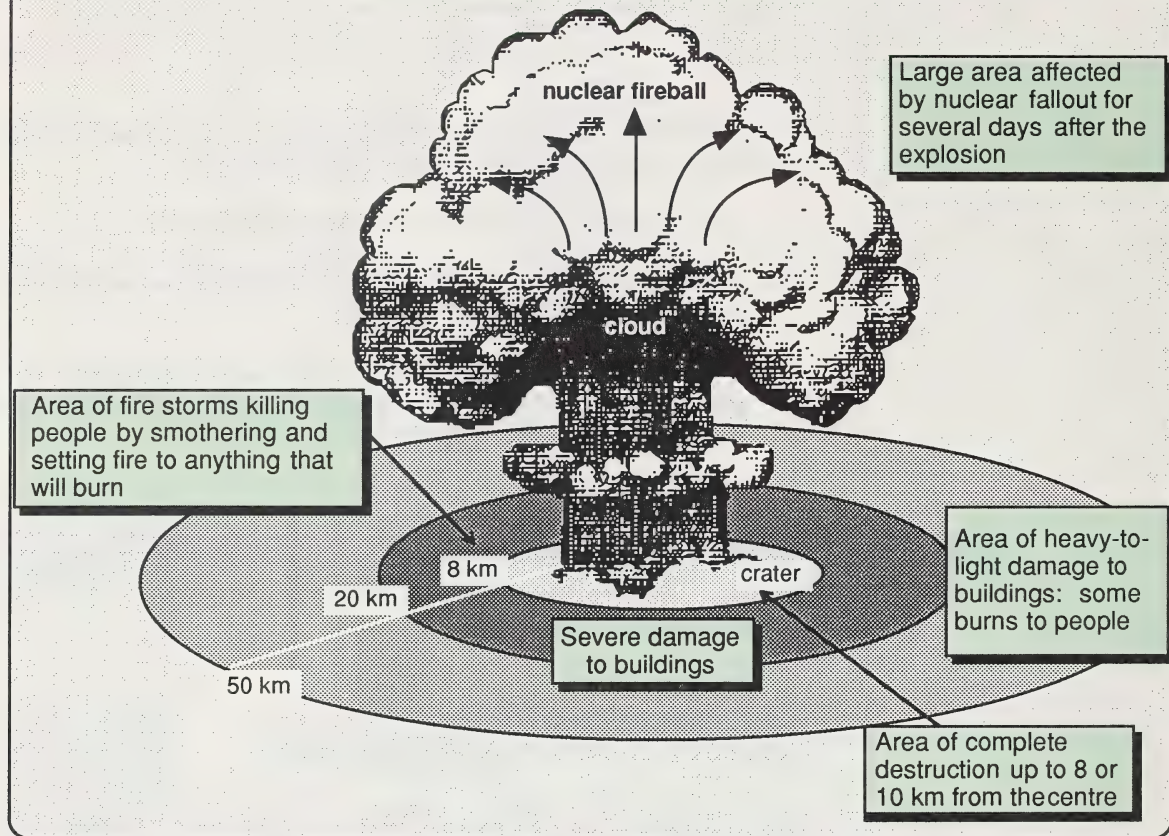 nuclear fireball
Large area affected
by nuclear fallout for
several days after the
explosion
cloud
Area of fire storms killing
people by smothering and
setting fire to anything that
will burn
8 km
crater
Area of heavy-to-
light damage to
buildings: some
burns to people
20 km
Severe damage
to buildings
50 km
Area of complete
destruction up to 8 or
10 km from thecentre